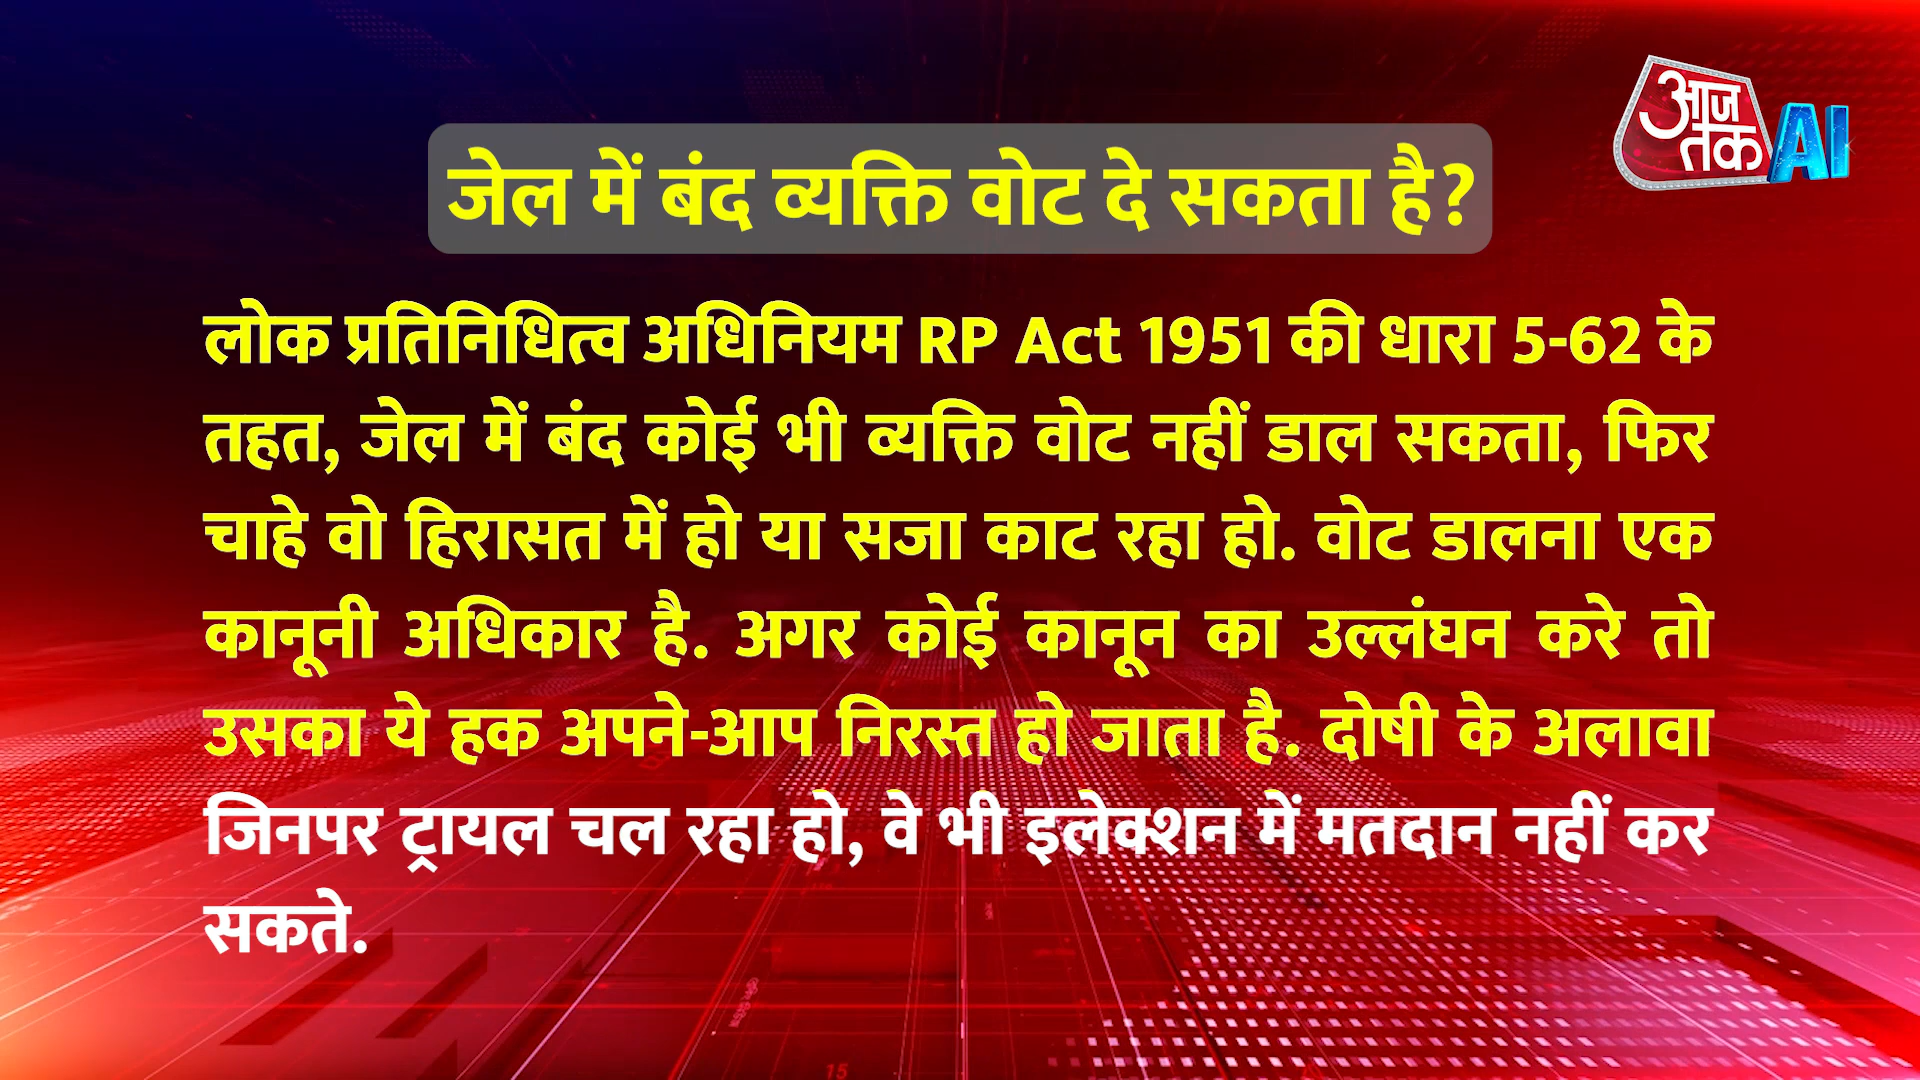 आज
तक AI
जेल में बंद व्यक्ति वोट दे सकता है?
लोक प्रतिनिधित्व अधिनियम RP Act 1951 की धारा 5-62 के
तहत, जेल में बंद कोई भी व्यक्ति वोट नहीं डाल सकता, फिर
चाहे वो हिरासत में हो या सजा काट रहा हो. वोट डालना एक
कानूनी अधिकार है. अगर कोई कानून का उल्लंघन करे तो
उसका ये हक अपने-आप निरस्त हो जाता है. दोषी के अलावा
जिनपर ट्रायल चल रहा हो, वे भी इलेक्शन में मतदान नहीं कर
सकते.
15